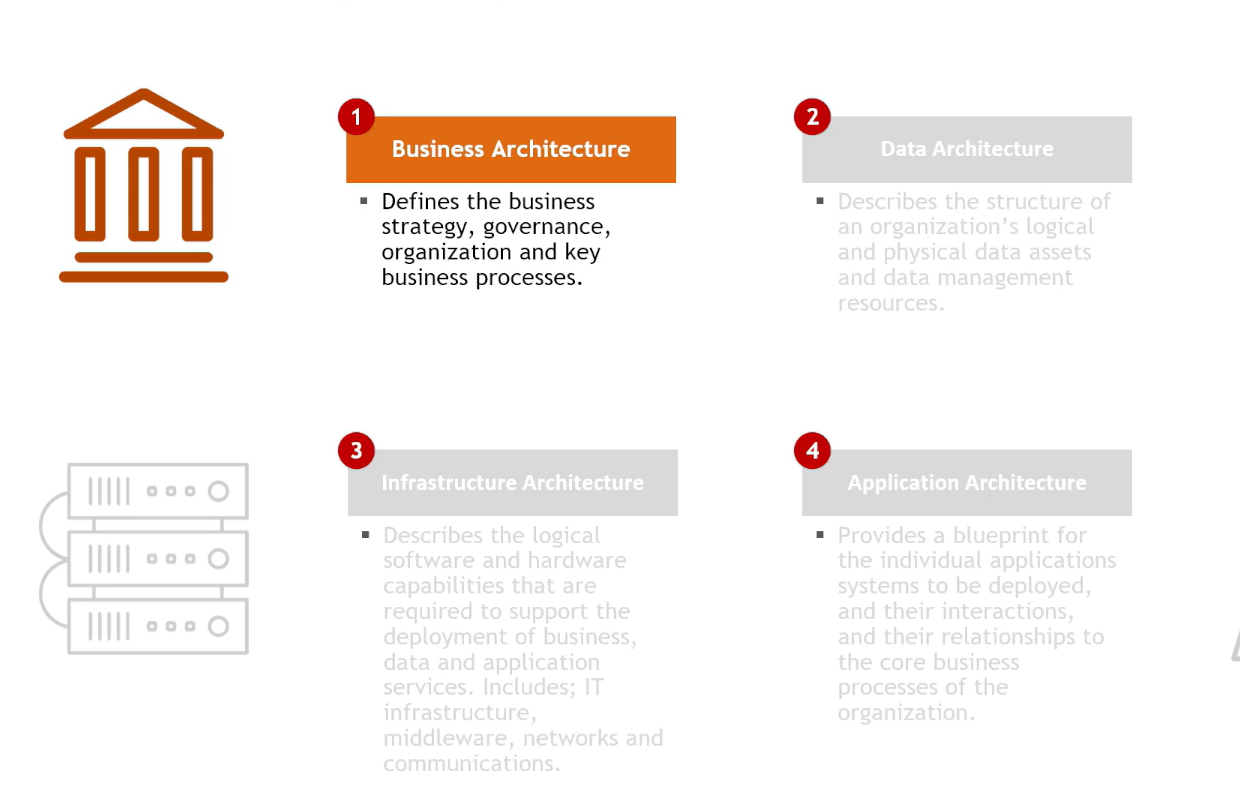 1
Business Architecture
▪ Defines the business
strategy, governance,
organization and key
business processes.
2
Data Architecture
▪ Describes the structure of
an organization’s logical
and physical data assets
and data management
resources.
3
Infrastructure Architecture
▪ Describes the logical
software and hardware
capabilities that are
required to support the
deployment of business,
data and application
services. Includes; IT
infrastructure,
middleware, networks and
communications.
4
Application Architecture
▪ Provides a blueprint for
the individual applications
systems to be deployed,
and their interactions,
and their relationships to
the core business
processes of the
organization.